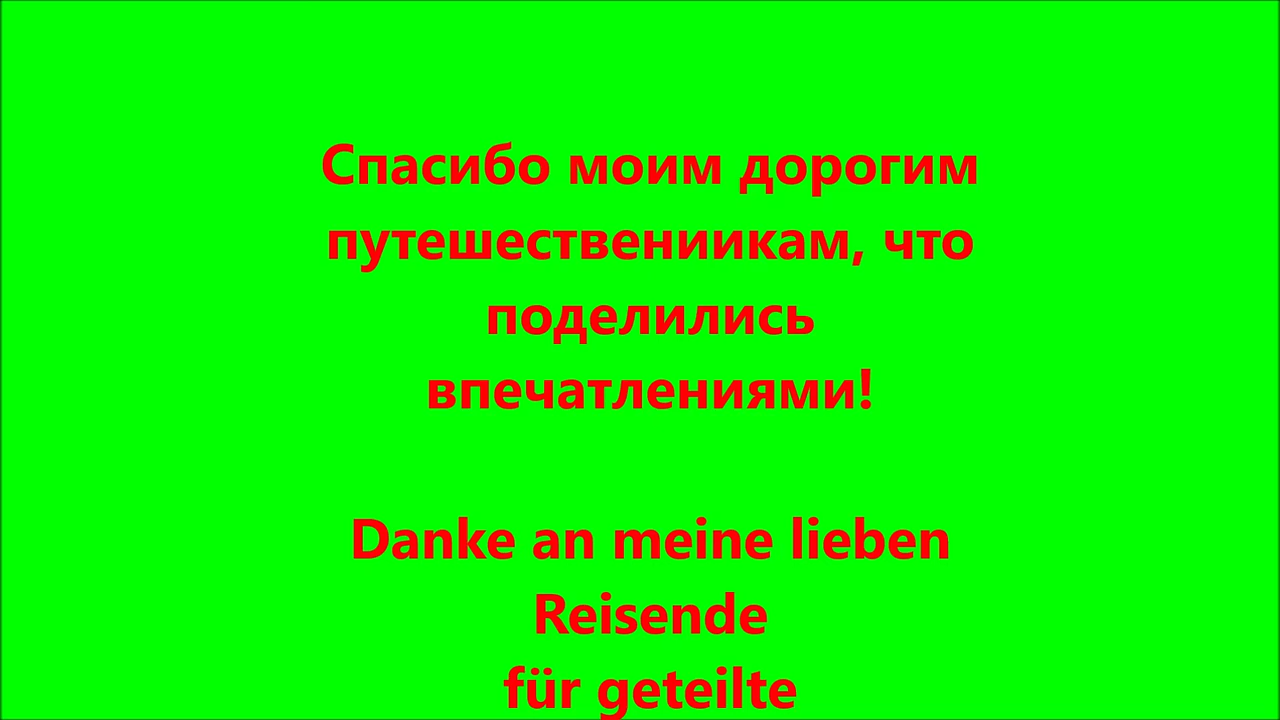 Спасибо моим дорогим
путешествениикам, что
поделились
впечатлениями!
Danke an meine lieben
Reisende
für geteilte